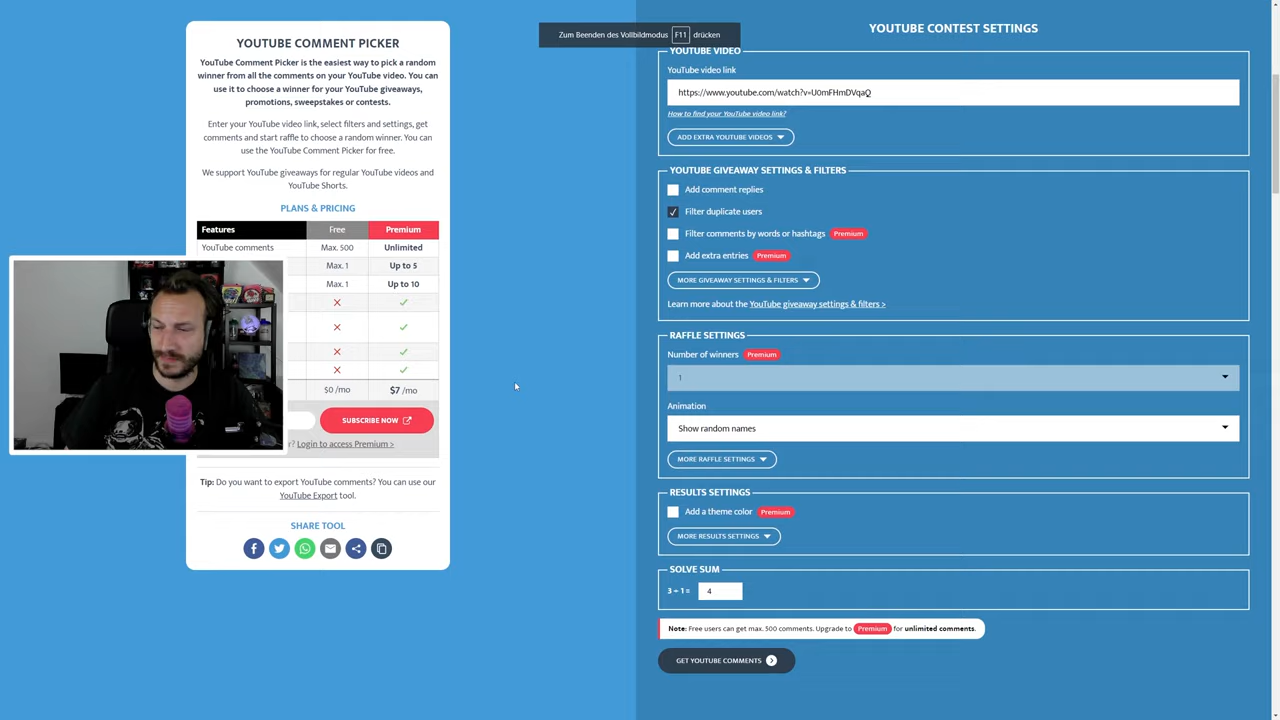 YOUTUBE COMMENT PICKER
YouTube Comment Picker is the easiest way to pick a random
winner from all the comments on your YouTube video. You can
use it to choose a winner for your YouTube giveaways,
promotions, sweepstakes or contests.
Enter your YouTube video link, select filters and settings, get
comments and start raffle to choose a random winner. You can
use the YouTube Comment Picker for free.
We support YouTube giveaways for regular YouTube videos and
YouTube Shorts.
PLANS & PRICING
Features Free Premium
YouTube comments Max. 500 Unlimited
Max. 1 Up to 5
Max. 1 Up to 10
$0 /mo $7 /mo
SUBSCRIBE NOW
r? Login to access Premium >
Tip: Do you want to export YouTube comments? You can use our
YouTube Export tool.
SHARE TOOL
Zum Beenden des Vollbildmodus F11 drücken
YOUTUBE CONTEST SETTINGS
YOUTUBE VIDEO
YouTube video link
https://www.youtube.com/watch?v=U0mFHmDVqaQ
How to find your YouTube video link?
ADD EXTRA YOUTUBE VIDEOS
YOUTUBE GIVEAWAY SETTINGS & FILTERS
Add comment replies
Filter duplicate users
Filter comments by words or hashtags Premium
Add extra entries Premium
MORE GIVEAWAY SETTINGS & FILTERS
Learn more about the YouTube giveaway settings & filters >
RAFFLE SETTINGS
Number of winners Premium
1
Animation
Show random names
MORE RAFFLE SETTINGS
RESULTS SETTINGS
Add a theme color Premium
MORE RESULTS SETTINGS
SOLVE SUM
3 + 1 = 4
Note: Free users can get max. 500 comments. Upgrade to Premium for unlimited comments.
GET YOUTUBE COMMENTS